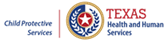 Child Protective
Services
TEXAS
Health and Human
Services